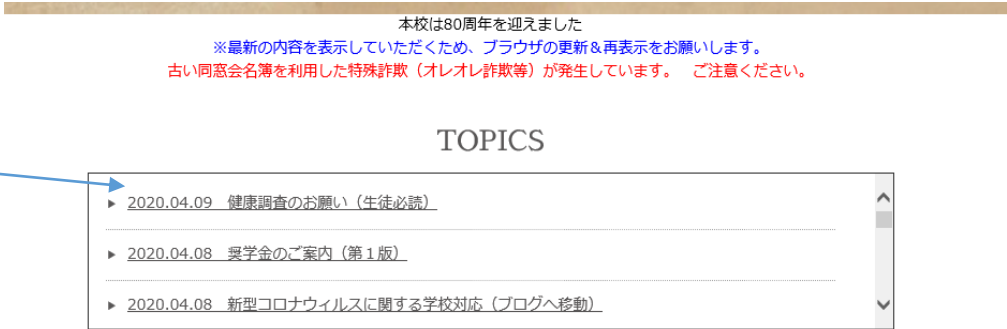 本校は80周年を迎えました
※最新の内容を表示していただくため、ブラウザの更新&再表示をお願いします。
古い同窓会名簿を利用した特殊詐欺（オレオレ詐欺等）が発生しています。　ご注意ください。
TOPICS
2020.04.09　健康調査のお願い（生徒必読）
2020.04.08　奨学金のご案内（第１版）
2020.04.08　新型コロナウィルスに関する学校対応（ブログへ移動）